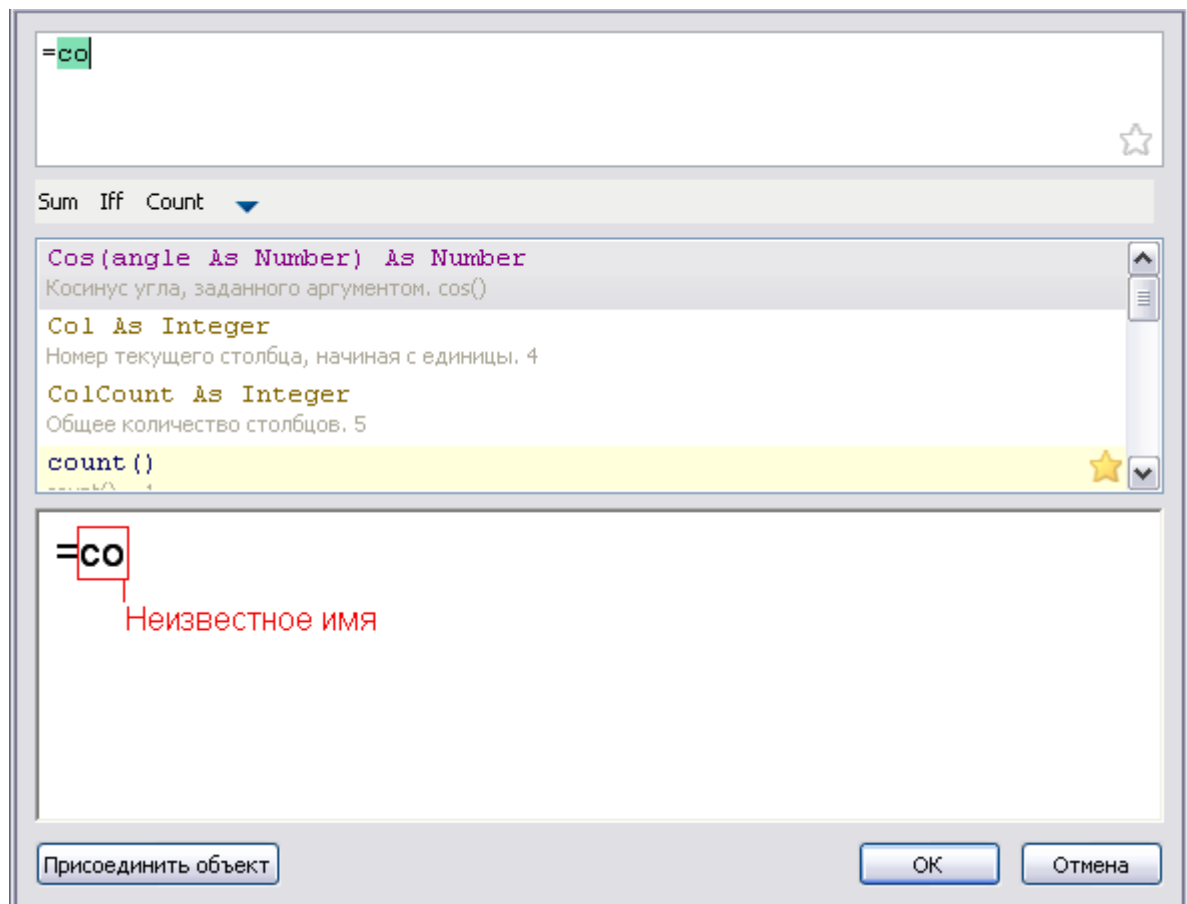 =co
Sum Iff Count
Cos(angle As Number) As Number
Косинус угла, заданного аргументом. cos()
Col As Integer
Номер текущего столбца, начиная с единицы. 4
ColCount As Integer
Общее количество столбцов. 5
count()
=co
Неизвестное имя
Присоединить объект ОК Отмена